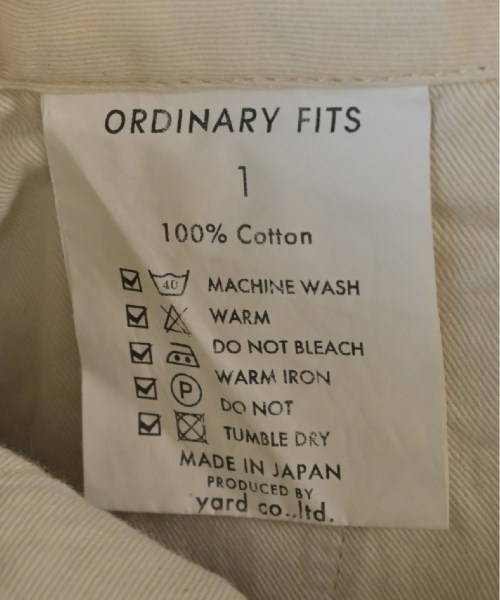 ORDINARY FITS
1
100% Cotton
40 MACHINE WASH
WARM
DO NOT BLEACH
WARM IRON
P DO NOT
TUMBLE DRY
MADE IN JAPAN
PRODUCED BY
yard co.,ltd.